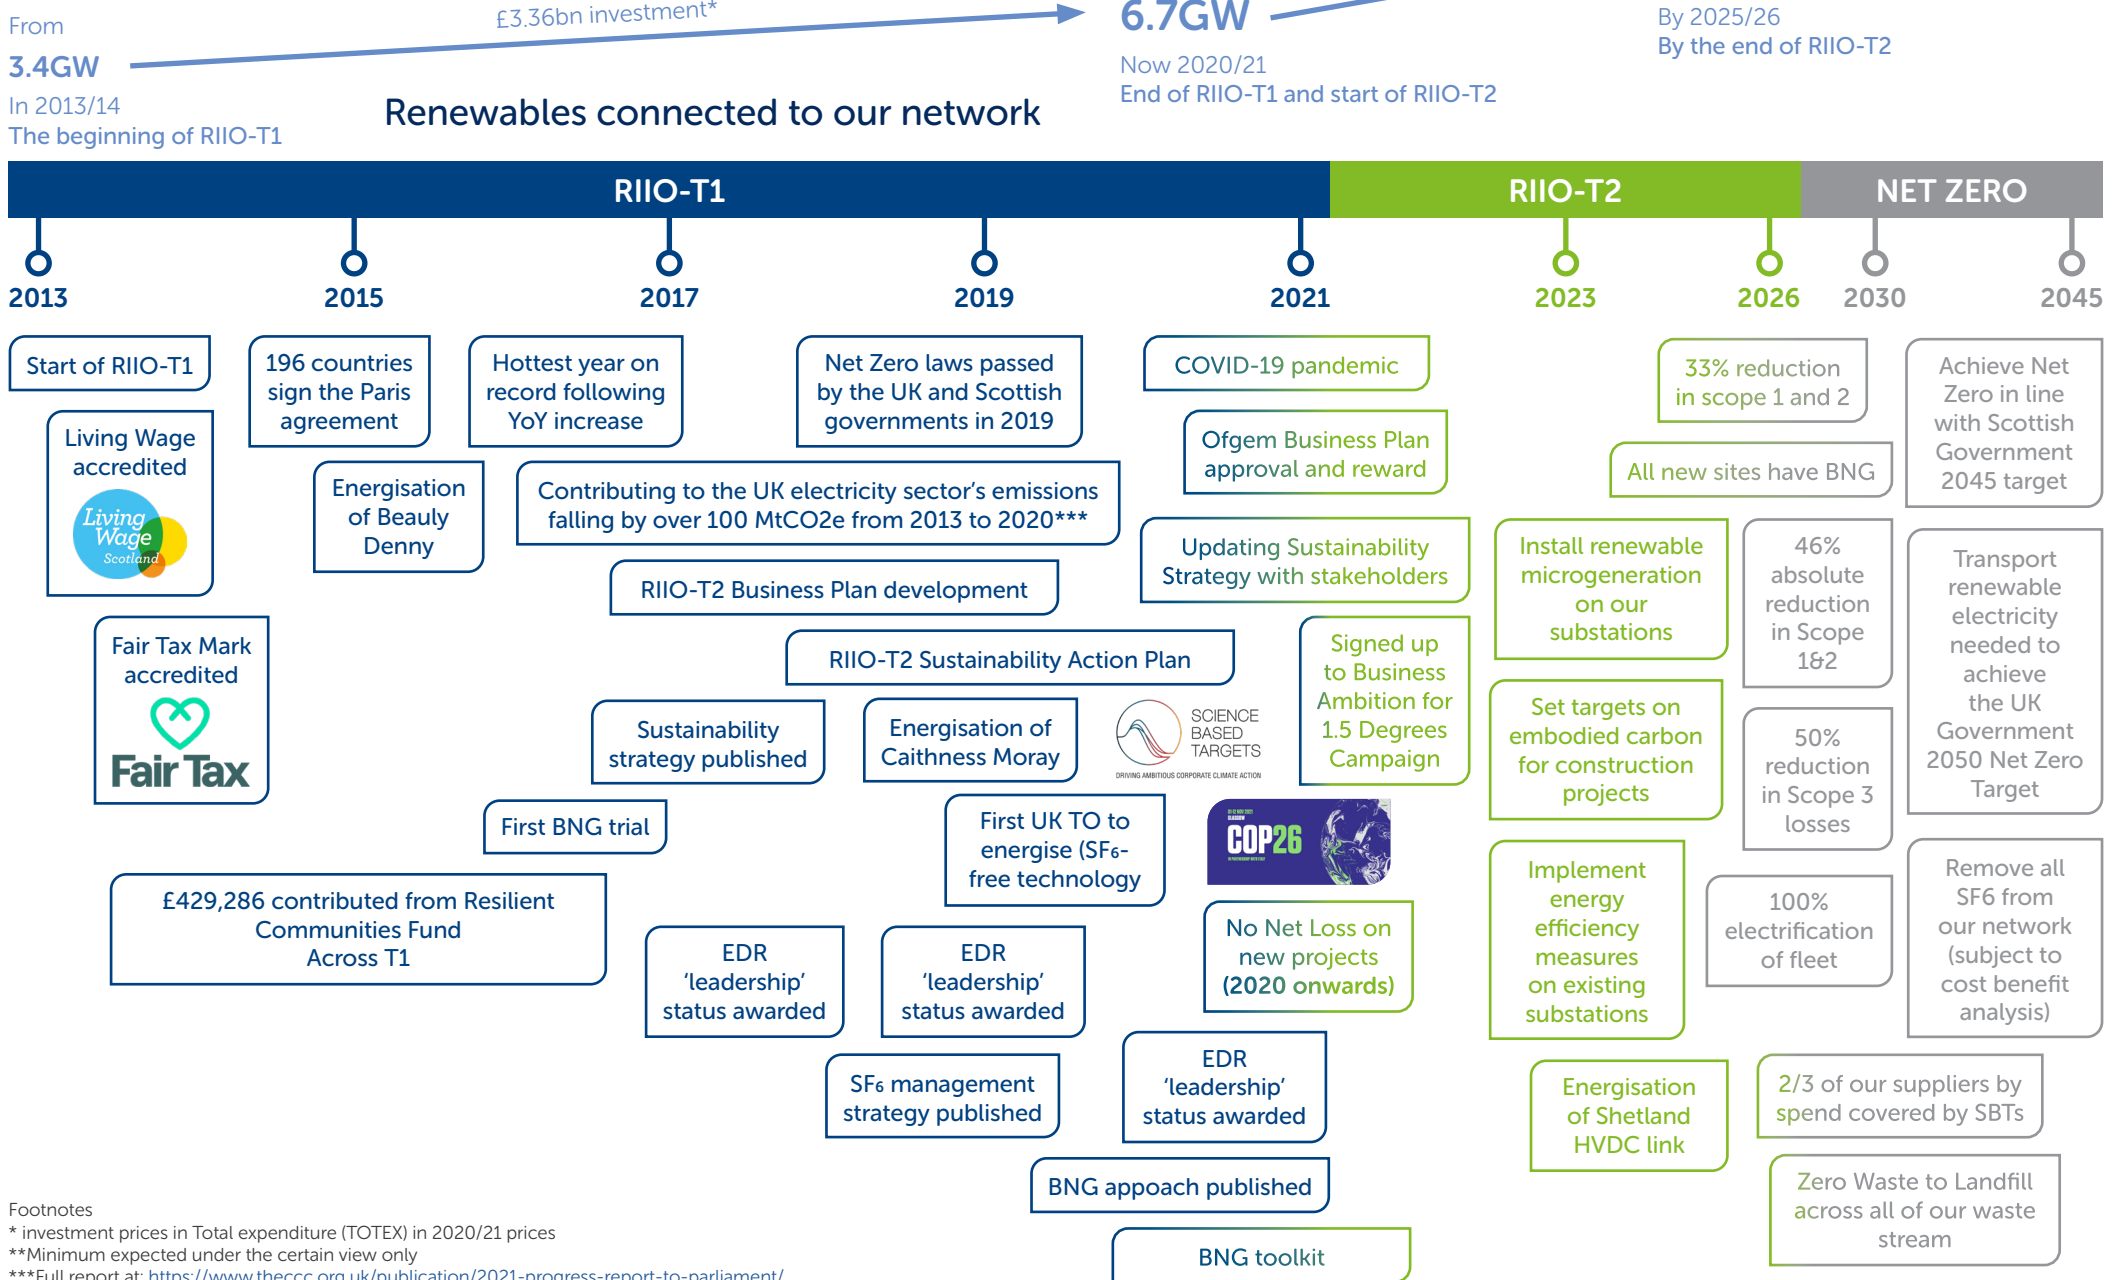 From
3.4GW
In 2013/14
The beginning of RIIO-T1
£3.36bn investment*
6.7GW
Now 2020/21
End of RIIO-T1 and start of RIIO-T2
By 2025/26
By the end of RIIO-T2
Renewables connected to our network
RIIO-T1
RIIO-T2
NET ZERO
2013
2015
2017
2019
2021
2023
2026
2030
2045
Start of RIIO-T1
Living Wage
accredited
Living
Wage
Scotland
Fair Tax Mark
accredited
Fair Tax
196 countries
sign the Paris
agreement
Energisation
of Beauly
Denny
Hottest year on
record following
YoY increase
Net Zero laws passed
by the UK and Scottish
governments in 2019
Contributing to the UK electricity sector's emissions
falling by over 100 MtCO2e from 2013 to 2020***
RIIO-T2 Business Plan development
RIIO-T2 Sustainability Action Plan
Sustainability
strategy published
Energisation of
Caithness Moray
First BNG trial
First UK TO to
energise (SF₆-
free technology
£429,286 contributed from Resilient
Communities Fund
Across T1
EDR
‘leadership’
status awarded
EDR
‘leadership’
status awarded
SF₆ management
strategy published
EDR
‘leadership’
status awarded
BNG appoach published
BNG toolkit
COVID-19 pandemic
Ofgem Business Plan
approval and reward
Updating Sustainability
Strategy with stakeholders
Signed up
to Business
Ambition for
1.5 Degrees
Campaign
SCIENCE
BASED
TARGETS
DRIVING AMBITIOUS CORPORATE CLIMATE ACTION
GLASGOW
COP26
No Net Loss on
new projects
(2020 onwards)
Install renewable
microgeneration
on our
substations
Set targets on
embodied carbon
for construction
projects
Implement
energy
efficiency
measures
on existing
substations
Energisation
of Shetland
HVDC link
33% reduction
in scope 1 and 2
All new sites have BNG
46%
absolute
reduction
in Scope
1&2
50%
reduction
in Scope 3
losses
100%
electrification
of fleet
2/3 of our suppliers by
spend covered by SBTs
Zero Waste to Landfill
across all of our waste
stream
Achieve Net
Zero in line
with Scottish
Government
2045 target
Transport
renewable
electricity
needed to
achieve
the UK
Government
2050 Net Zero
Target
Remove all
SF6 from
our network
(subject to
cost benefit
analysis)
Footnotes
* investment prices in Total expenditure (TOTEX) in 2020/21 prices
**Minimum expected under the certain view only
***Full report at: https://www.theccc.org.uk/publication/2021-progress-report-to-parliament/